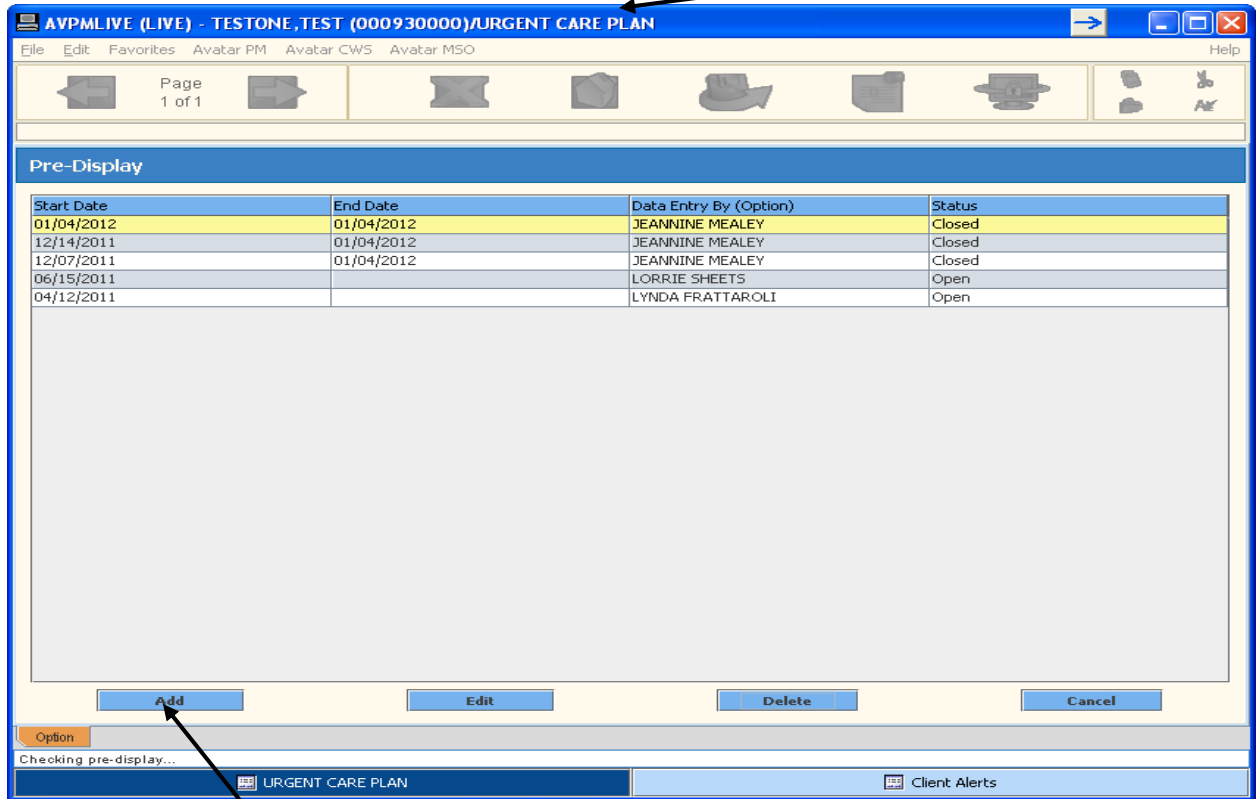 AVPMLIVE (LIVE) - TESTONE,TEST (000930000)/URGENT CARE PLAN
File Edit Favorites Avatar PM Avatar CWS Avatar MSO Help
Page
1 of 1
Pre-Display
Start Date End Date Data Entry By (Option) Status
01/04/2012 01/04/2012 JEANNINE MEALEY Closed
12/14/2011 01/04/2012 JEANNINE MEALEY Closed
12/07/2011 01/04/2012 JEANNINE MEALEY Closed
06/15/2011 LORRIE SHEETS Open
04/12/2011 LYNDA FRATTAROLI Open
Add Edit Delete Cancel
Option
Checking pre-display...
URGENT CARE PLAN Client Alerts